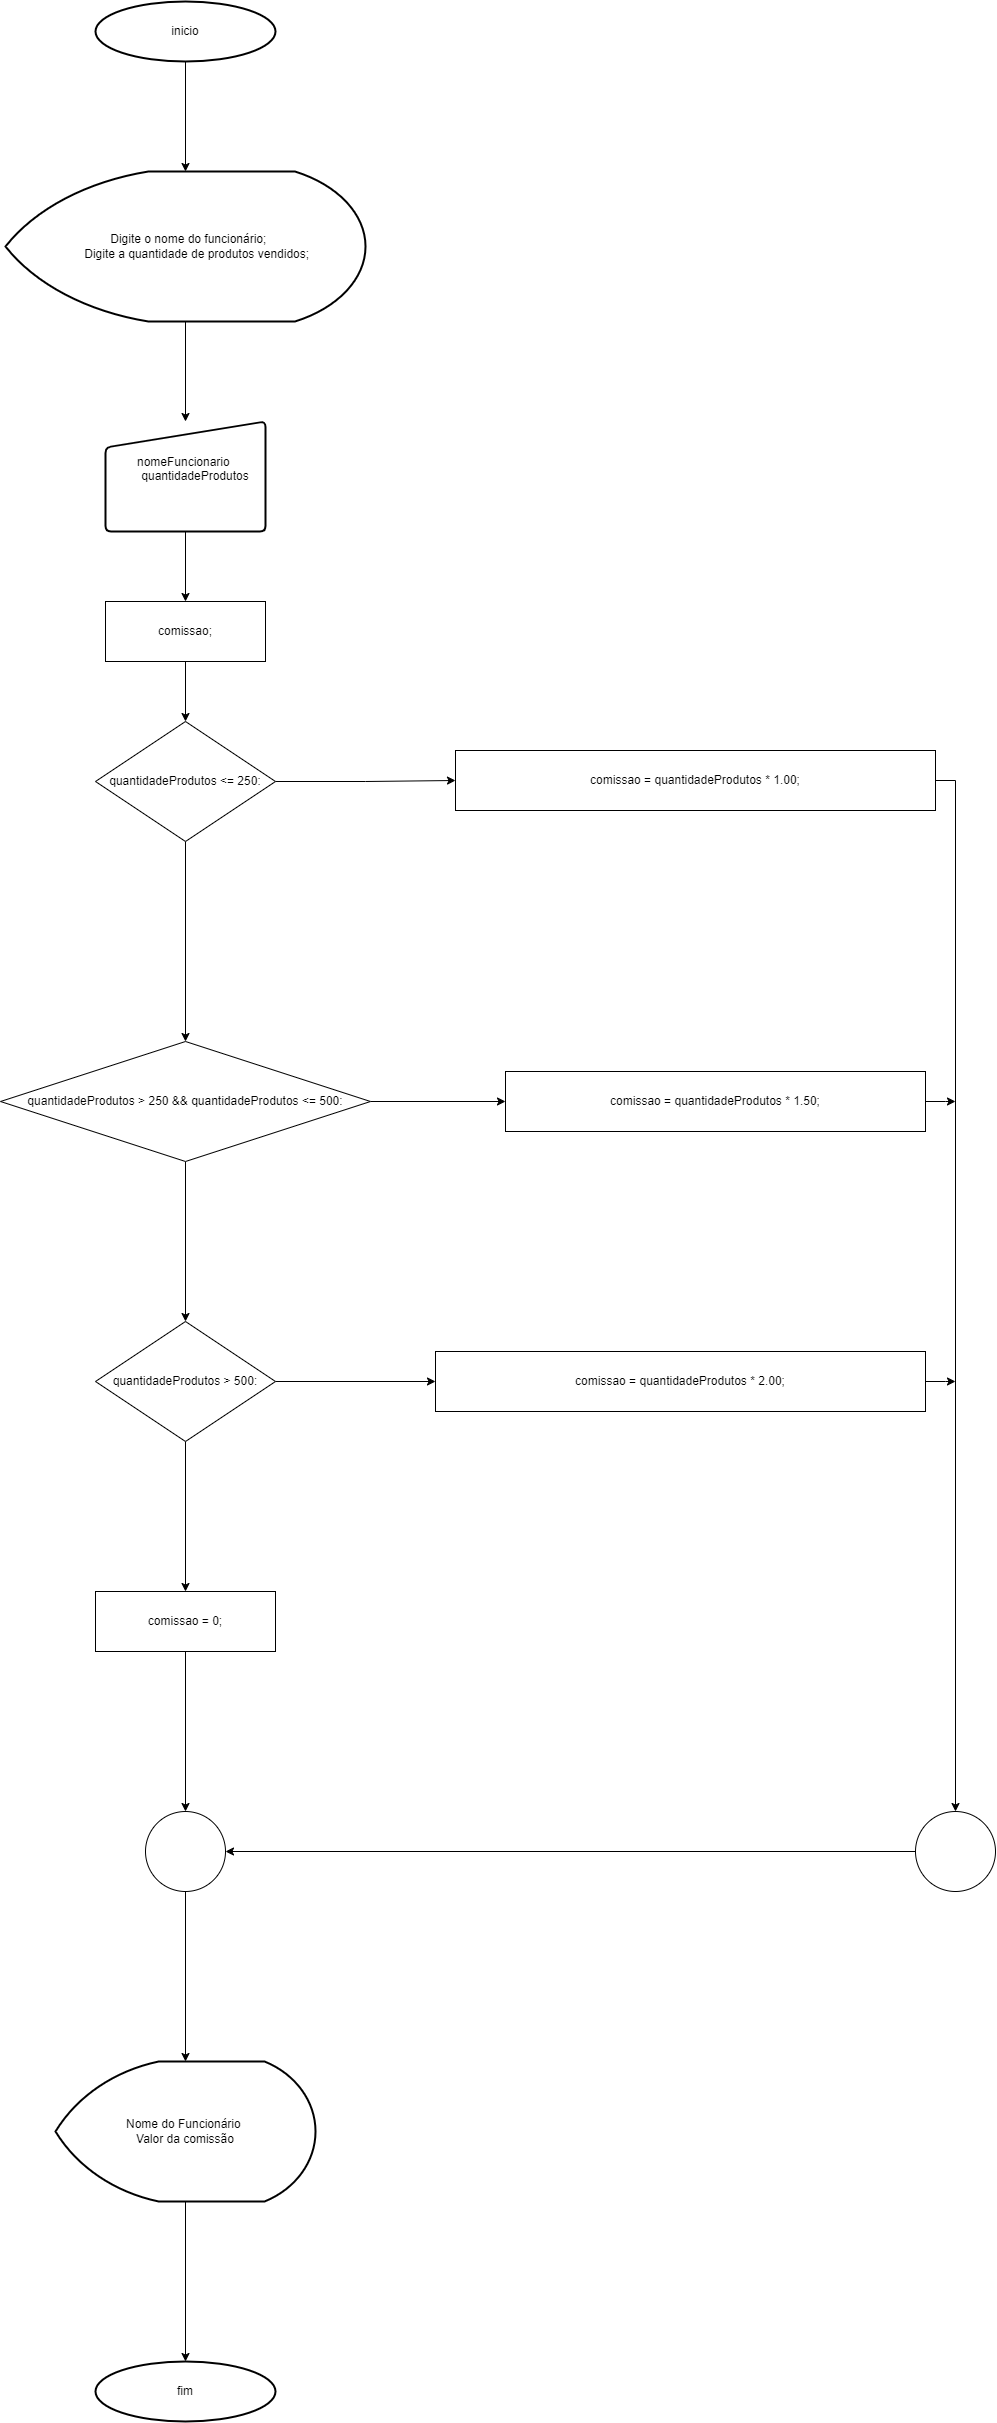 inicio
Digite o nome do funcionário;
Digite a quantidade de produtos vendidos;
nomeFuncionario
quantidadeProdutos
comissao;
quantidadeProdutos <= 250:
comissao = quantidadeProdutos * 1.00;
quantidadeProdutos > 250 && quantidadeProdutos <= 500:
comissao = quantidadeProdutos * 1.50;
quantidadeProdutos > 500:
comissao = quantidadeProdutos * 2.00;
comissao = 0;
Nome do Funcionário
Valor da comissão
fim